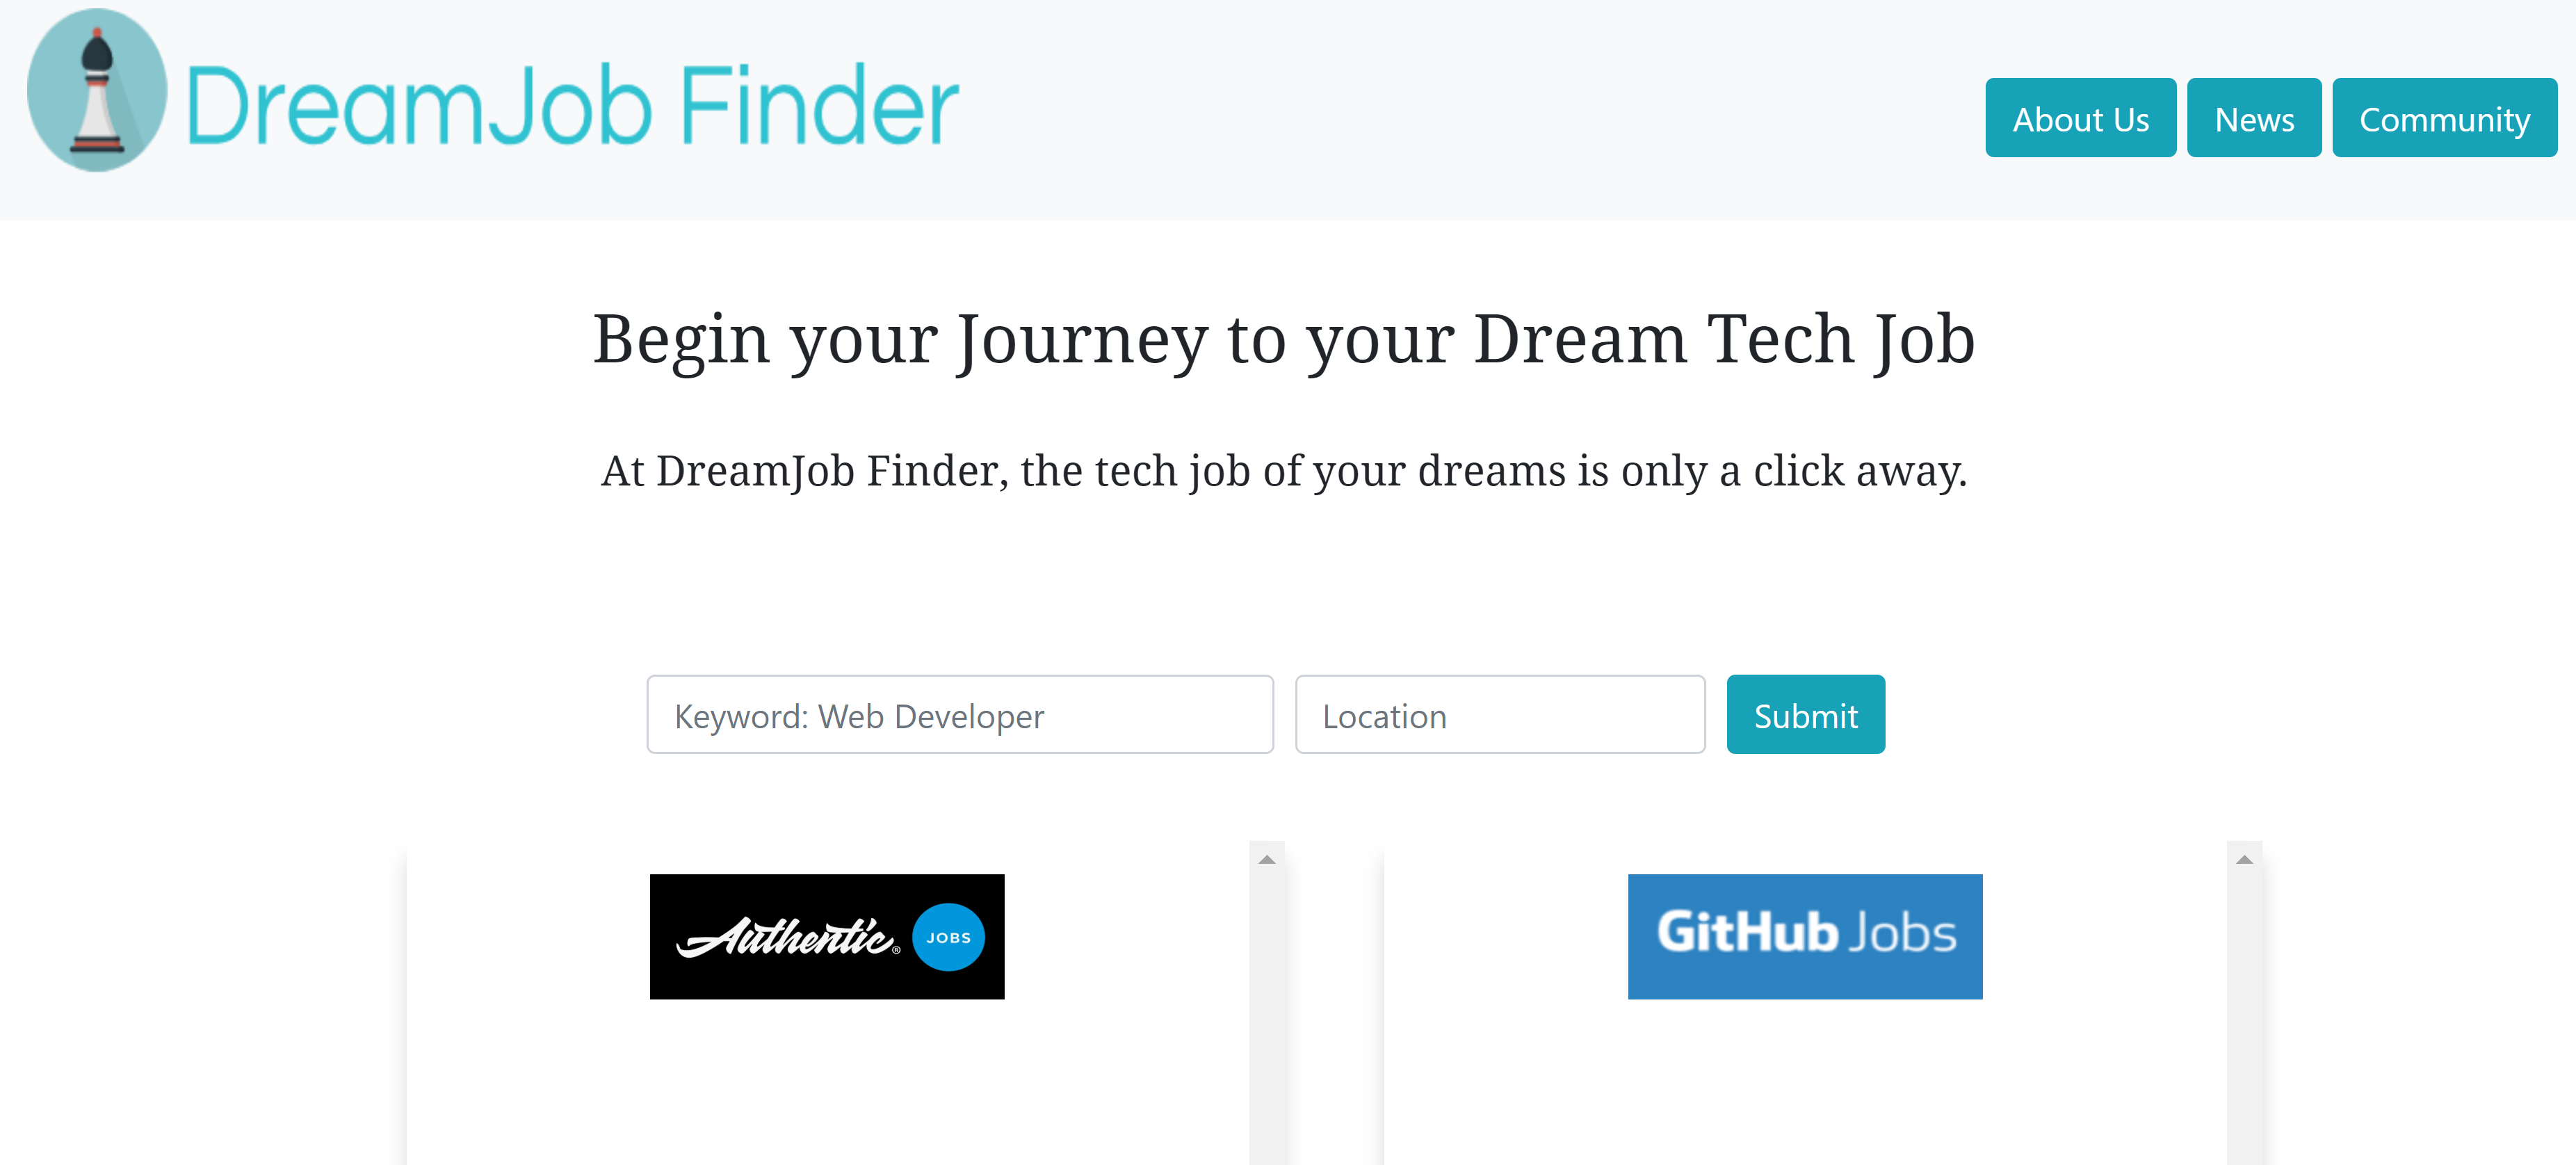 DreamJob Finder
About Us
News
Community
Begin your Journey to your Dream Tech Job
At DreamJob Finder, the tech job of your dreams is only a click away.
Keyword: Web Developer
Location
Submit
Authentic® JOBS
GitHub Jobs